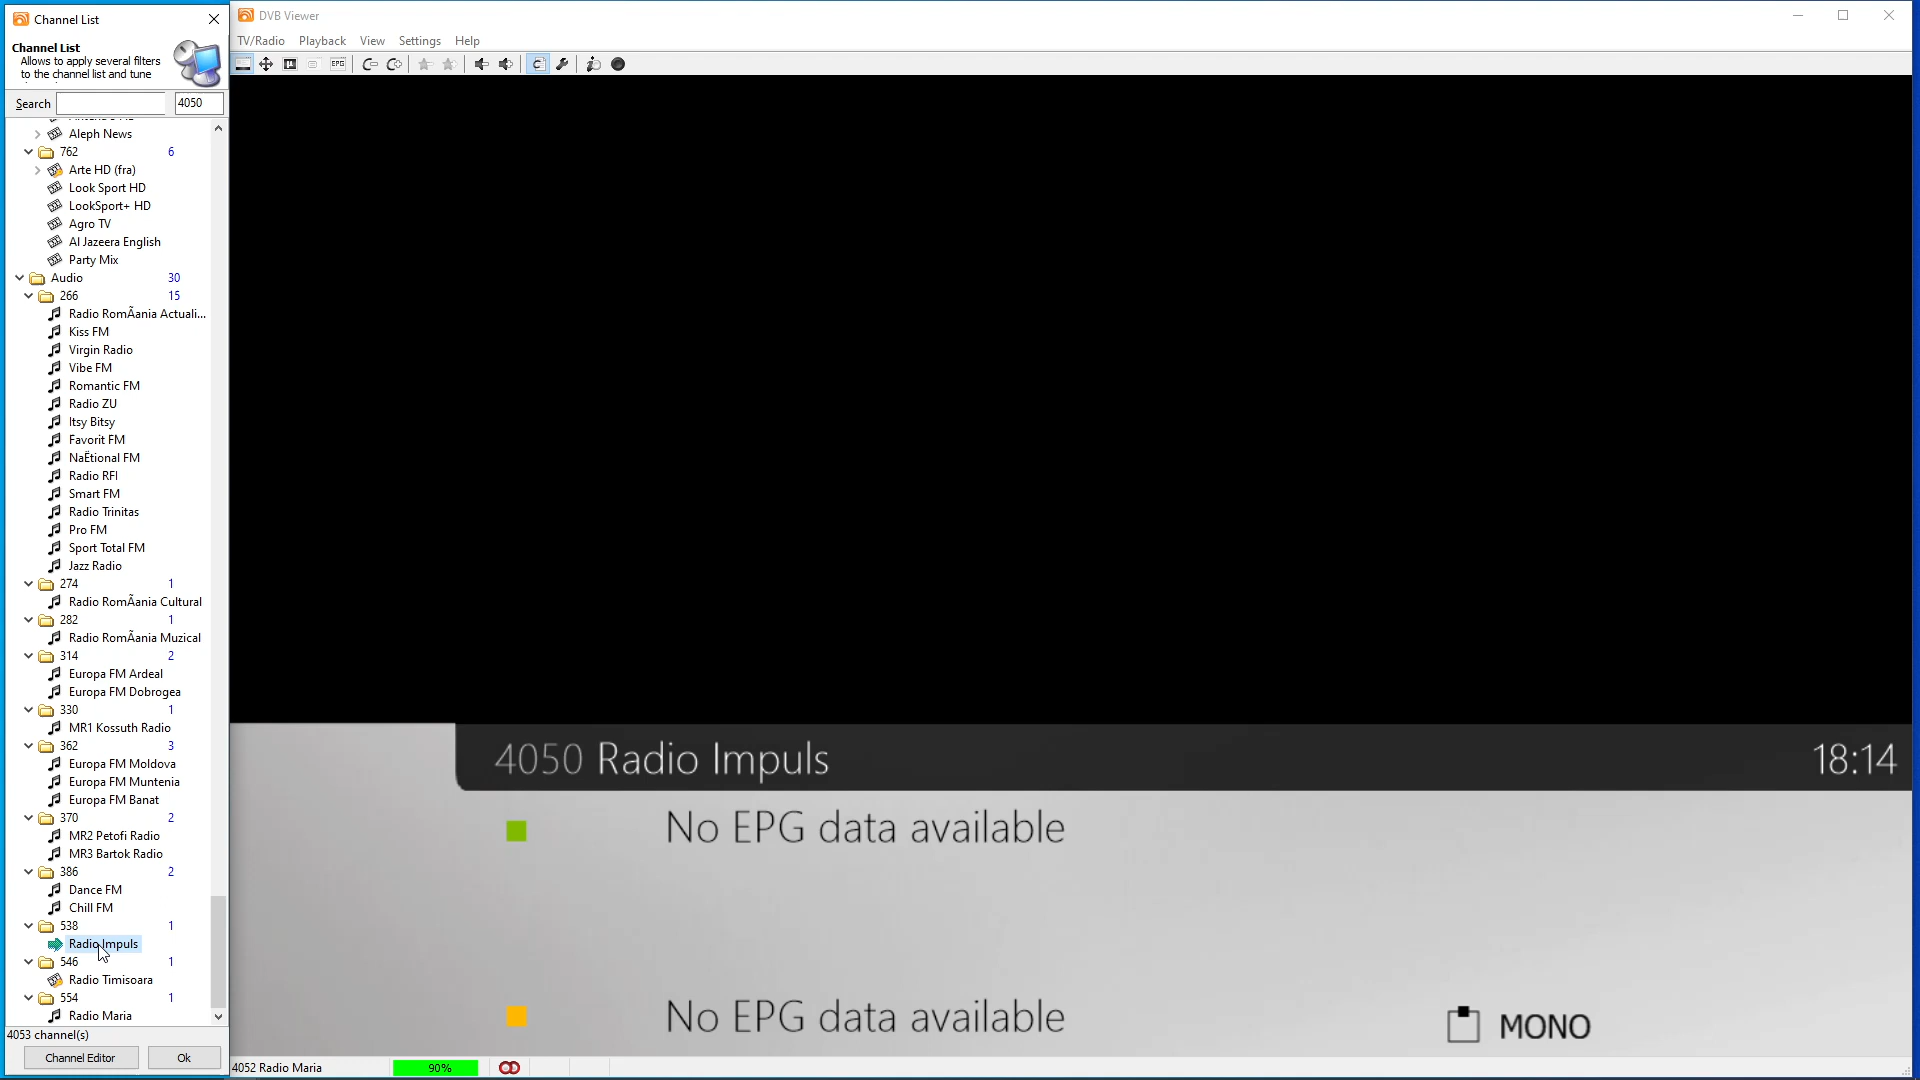 Channel List
Channel List
Allows to apply several filters
to the channel list and tune
Search
4050
Aleph News
762 6
Arte HD (fra)
Look Sport HD
LookSport+ HD
Agro TV
Al Jazeera English
Party Mix
Audio 30
266 15
Radio RomÃania Actuali...
Kiss FM
Virgin Radio
Vibe FM
Romantic FM
Radio ZU
Itsy Bitsy
Favorit FM
NaËtional FM
Radio RFI
Smart FM
Radio Trinitas
Pro FM
Sport Total FM
Jazz Radio
274 1
Radio RomÃania Cultural
282 1
Radio RomÃania Muzical
314 2
Europa FM Ardeal
Europa FM Dobrogea
330 1
MR1 Kossuth Radio
362 3
Europa FM Moldova
Europa FM Muntenia
Europa FM Banat
370 2
MR2 Petofi Radio
MR3 Bartok Radio
386 2
Dance FM
Chill FM
538 1
Radio Impuls
546 1
Radio Timisoara
554 1
Radio Maria
4053 channel(s)
Channel Editor Ok
DVB Viewer
TV/Radio Playback View Settings Help
EPG
4050 Radio Impuls 18:14
No EPG data available
No EPG data available
MONO
4052 Radio Maria 90%